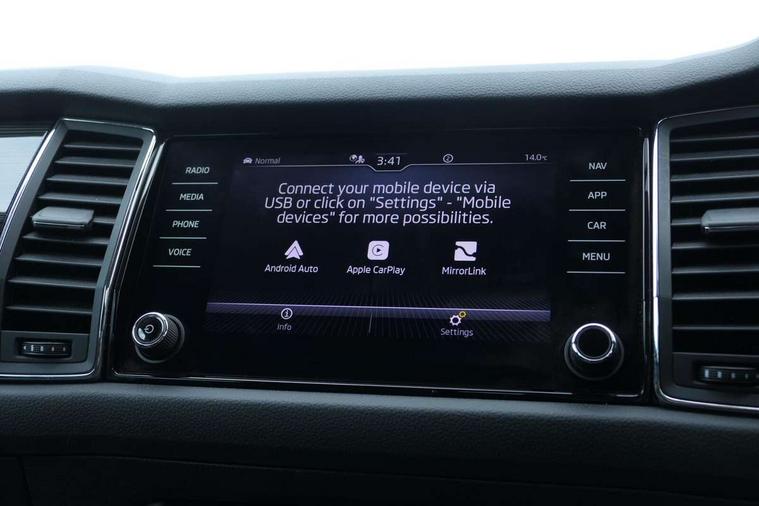 Normal
3:41
14.0°C
RADIO
MEDIA
PHONE
VOICE
Connect your mobile device via
USB or click on "Settings" - "Mobile
devices" for more possibilities.
Android Auto
Apple CarPlay
MirrorLink
Info
Settings
NAV
APP
CAR
MENU